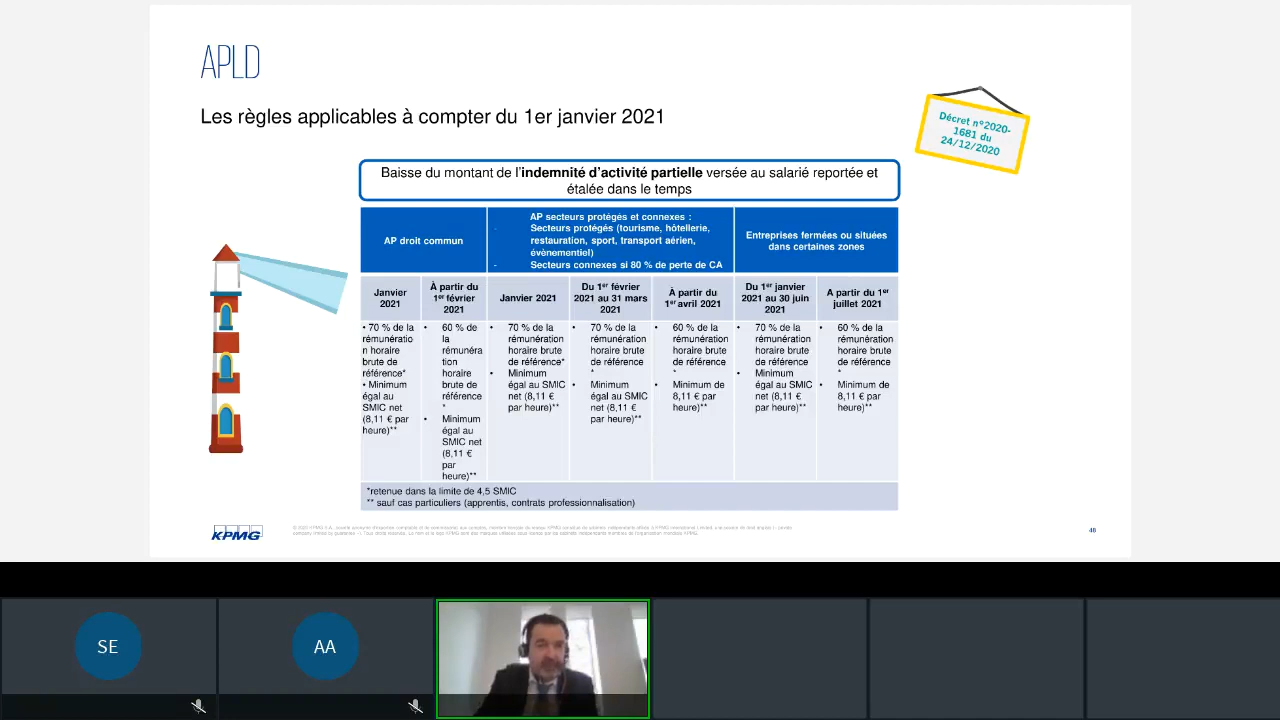 APLD
Les règles applicables à compter du 1er janvier 2021
Décret n°2020-
1681 du
24/12/2020
Baisse du montant de l'indemnité d'activité partielle versée au salarié reportée et
étalée dans le temps
AP droit commun
AP secteurs protégés et connexes :
- Secteurs protégés (tourisme, hôtellerie,
restauration, sport, transport aérien,
évènementiel)
- Secteurs connexes si 80 % de perte de CA
Entreprises fermées ou situées
dans certaines zones
Janvier
2021
À partir du
1er février
2021
Janvier 2021
Du 1er février
2021 au 31 mars
2021
À partir du
1er avril 2021
Du 1er janvier
2021 au 30 juin
2021
A partir du 1er
juillet 2021
• 70 % de la
rémunératio
n horaire
brute de
référence*
• Minimum
égal au
SMIC net
(8,11 € par
heure)**
• 60 % de
la
rémunéra
tion
horaire
brute de
référence
*
• Minimum
égal au
SMIC net
(8,11 €
par
heure)**
• 70 % de la
rémunération
horaire brute
de référence*
• Minimum
égal au SMIC
net (8,11 €
par heure)**
• 70 % de la
rémunération
horaire brute
de référence
*
• Minimum
égal au SMIC
net (8,11 €
par heure)**
• 60 % de la
rémunération
horaire brute
de référence
*
• Minimum de
8,11 € par
heure)**
• 70 % de la
rémunération
horaire brute
de référence
• Minimum
égal au SMIC
net (8,11 €
par heure)**
• 60 % de la
rémunération
horaire brute
de référence
*
• Minimum de
8,11 € par
heure)**
*retenue dans la limite de 4,5 SMIC
** sauf cas particuliers (apprentis, contrats professionnalisation)
KPMG
48
SE
AA